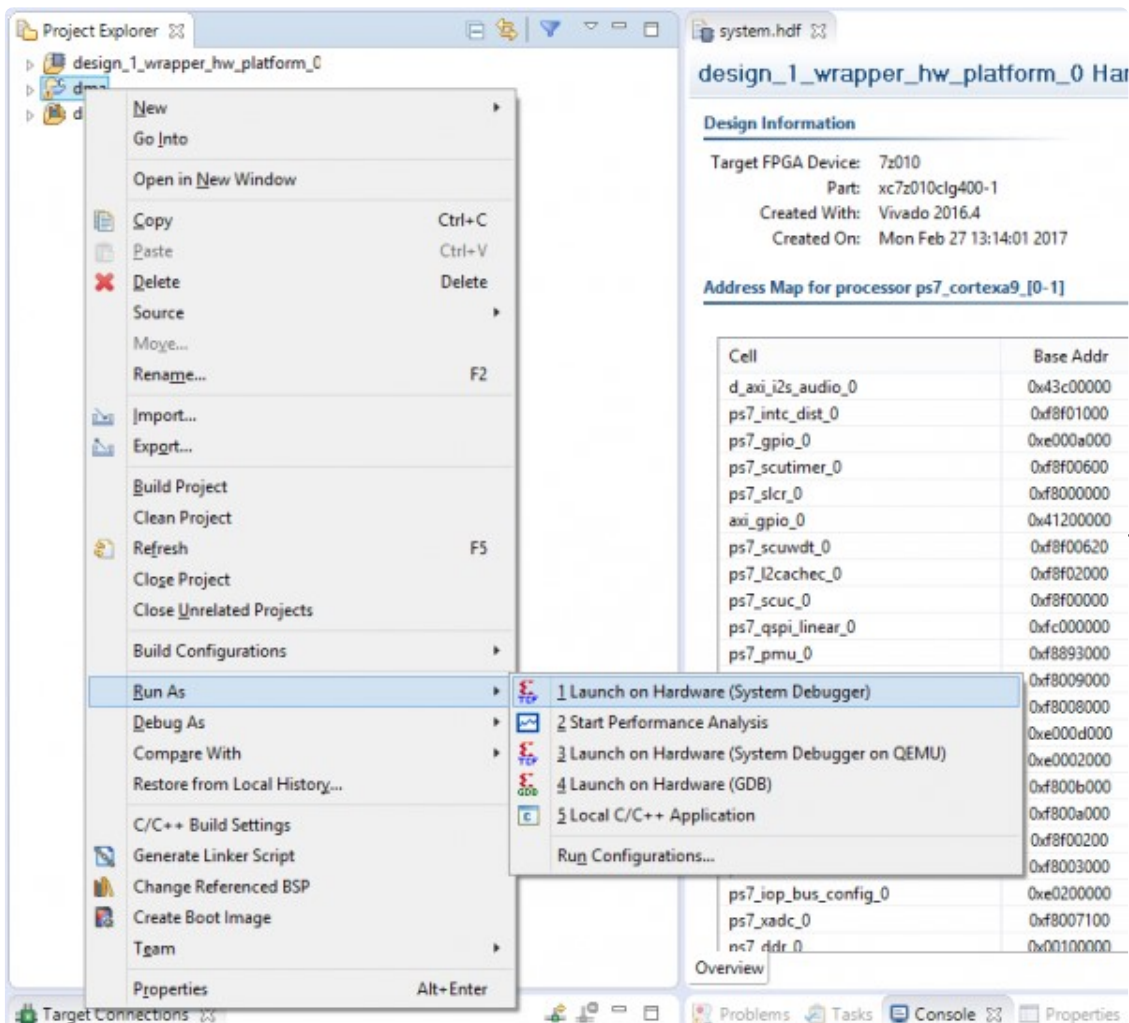 Project Explorer
design_1_wrapper_hw_platform_0
dma
d
New
Go Into
Open in New Window
Copy Ctrl+C
Paste Ctrl+V
Delete Delete
Source
Move...
Rename... F2
Import...
Export...
Build Project
Clean Project
Refresh F5
Close Project
Close Unrelated Projects
Build Configurations
Run As
Debug As
Compare With
Restore from Local History...
C/C++ Build Settings
Generate Linker Script
Change Referenced BSP
Create Boot Image
Team
Properties Alt+Enter
1 Launch on Hardware (System Debugger)
2 Start Performance Analysis
3 Launch on Hardware (System Debugger on QEMU)
4 Launch on Hardware (GDB)
5 Local C/C++ Application
Run Configurations...
system.hdf
design_1_wrapper_hw_platform_0 Har
Design Information
Target FPGA Device: 7z010
Part: xc7z010clg400-1
Created With: Vivado 2016.4
Created On: Mon Feb 27 13:14:01 2017
Address Map for processor ps7_cortexa9_[0-1]
Cell Base Addr
d_axi_i2s_audio_0 0x43c00000
ps7_intc_dist_0 0xf8f01000
ps7_gpio_0 0xe000a000
ps7_scutimer_0 0xf8f00600
ps7_slcr_0 0xf8000000
axi_gpio_0 0x41200000
ps7_scuwdt_0 0xf8f00620
ps7_l2cachec_0 0xf8f02000
ps7_scuc_0 0xf8f00000
ps7_qspi_linear_0 0xfc000000
ps7_pmu_0 0xf8893000
0xf8009000
0xf8008000
0xe000d000
0xe0002000
0xf800b000
0xf800a000
0xf8f00200
0xf8003000
ps7_iop_bus_config_0 0xe0200000
ps7_xadc_0 0xf8007100
ps7_ddr_0 0x00100000
Overview
Target Connections
Problems Tasks Console Properties